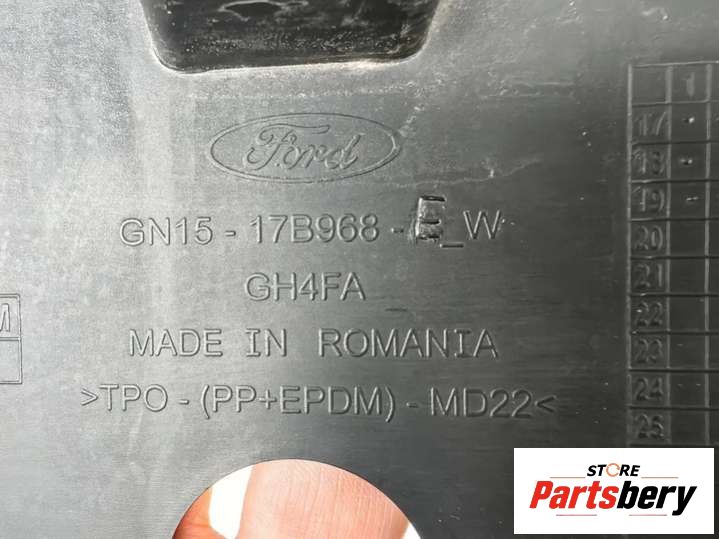 Ford
GN15 - 17B968 - E_W
GH4FA
MADE IN ROMANIA
>TPO - (PP+EPDM) - MD22<
M
1
17
18
19
20
21
22
23
24
25
STORE
Partsbery